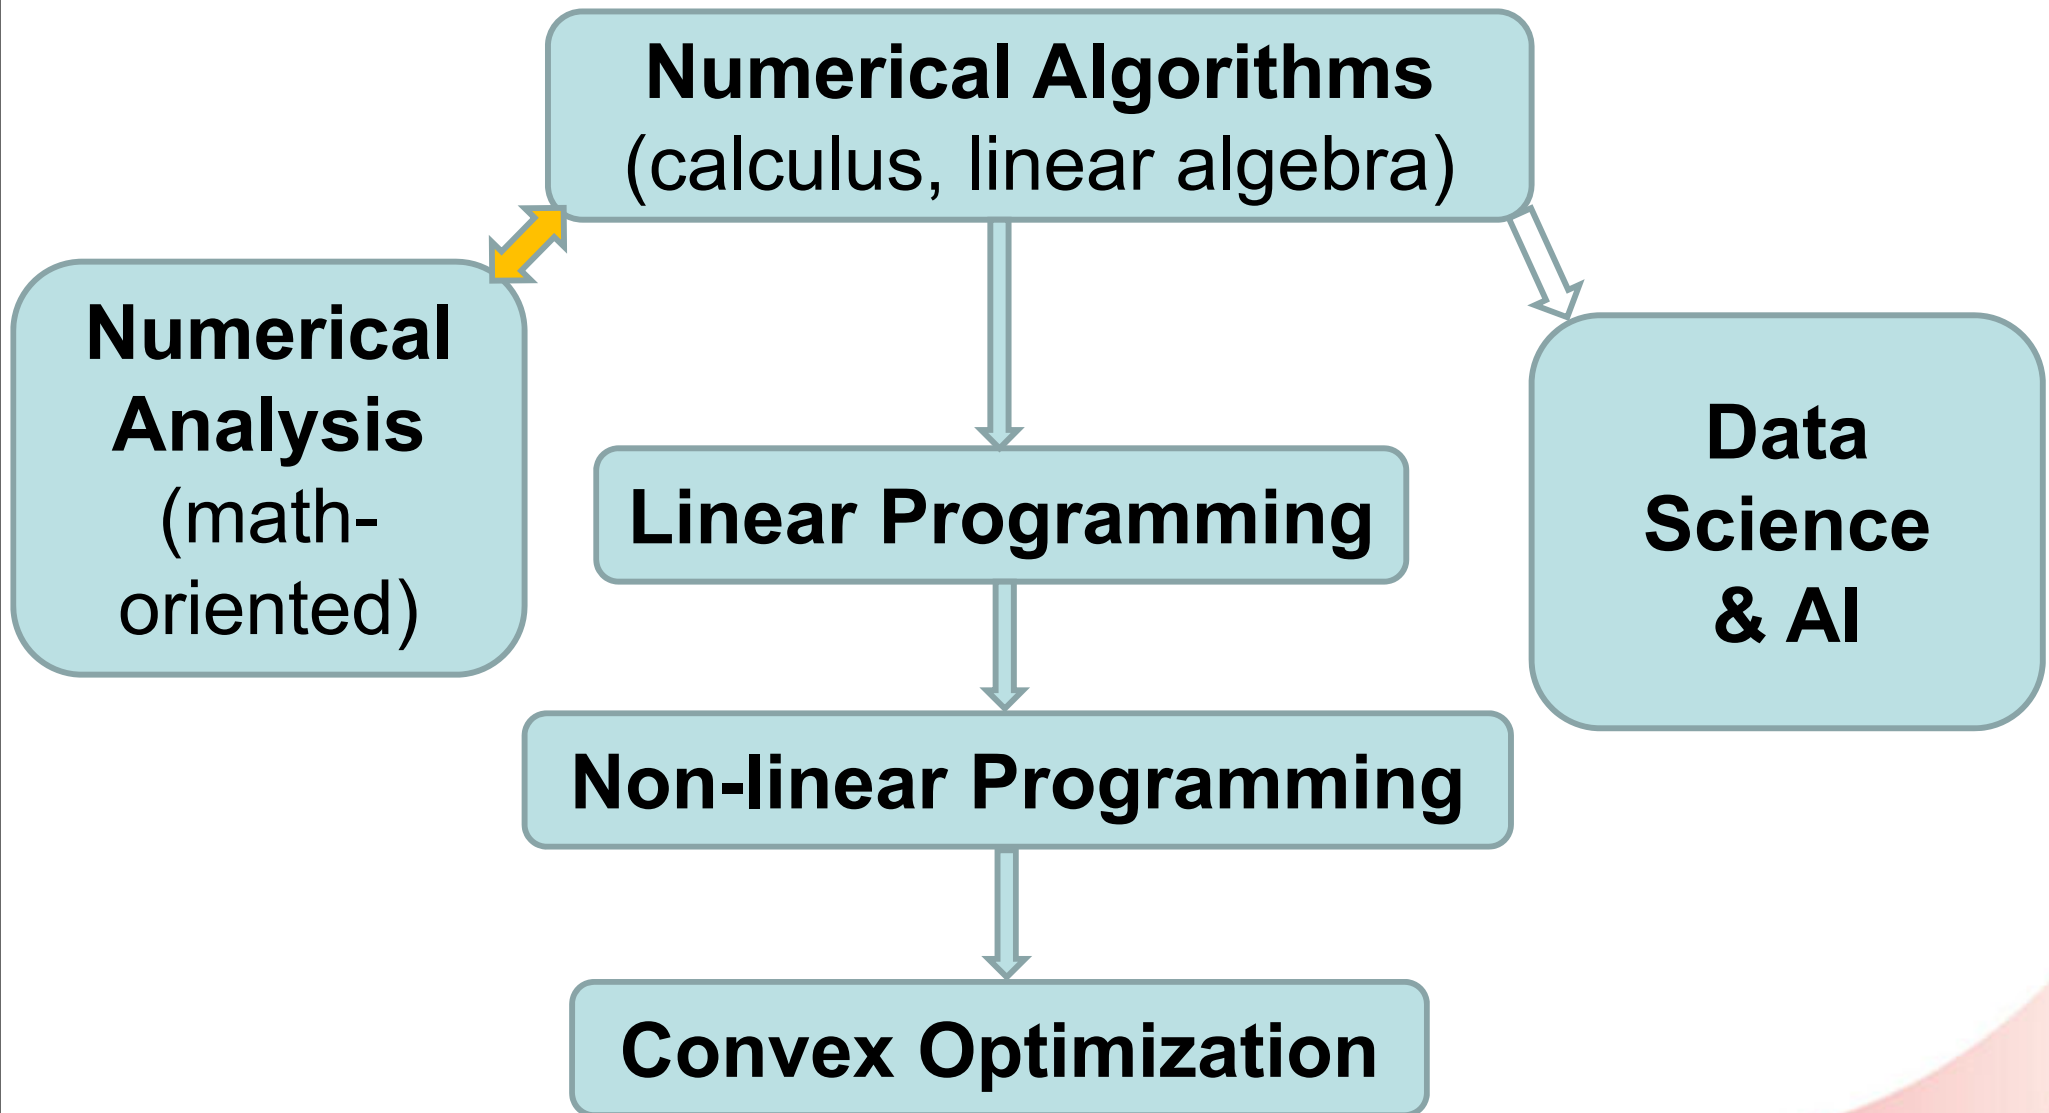 Numerical Algorithms
(calculus, linear algebra)
Numerical
Analysis
(math-
oriented)
Linear Programming
Data
Science
& AI
Non-linear Programming
Convex Optimization